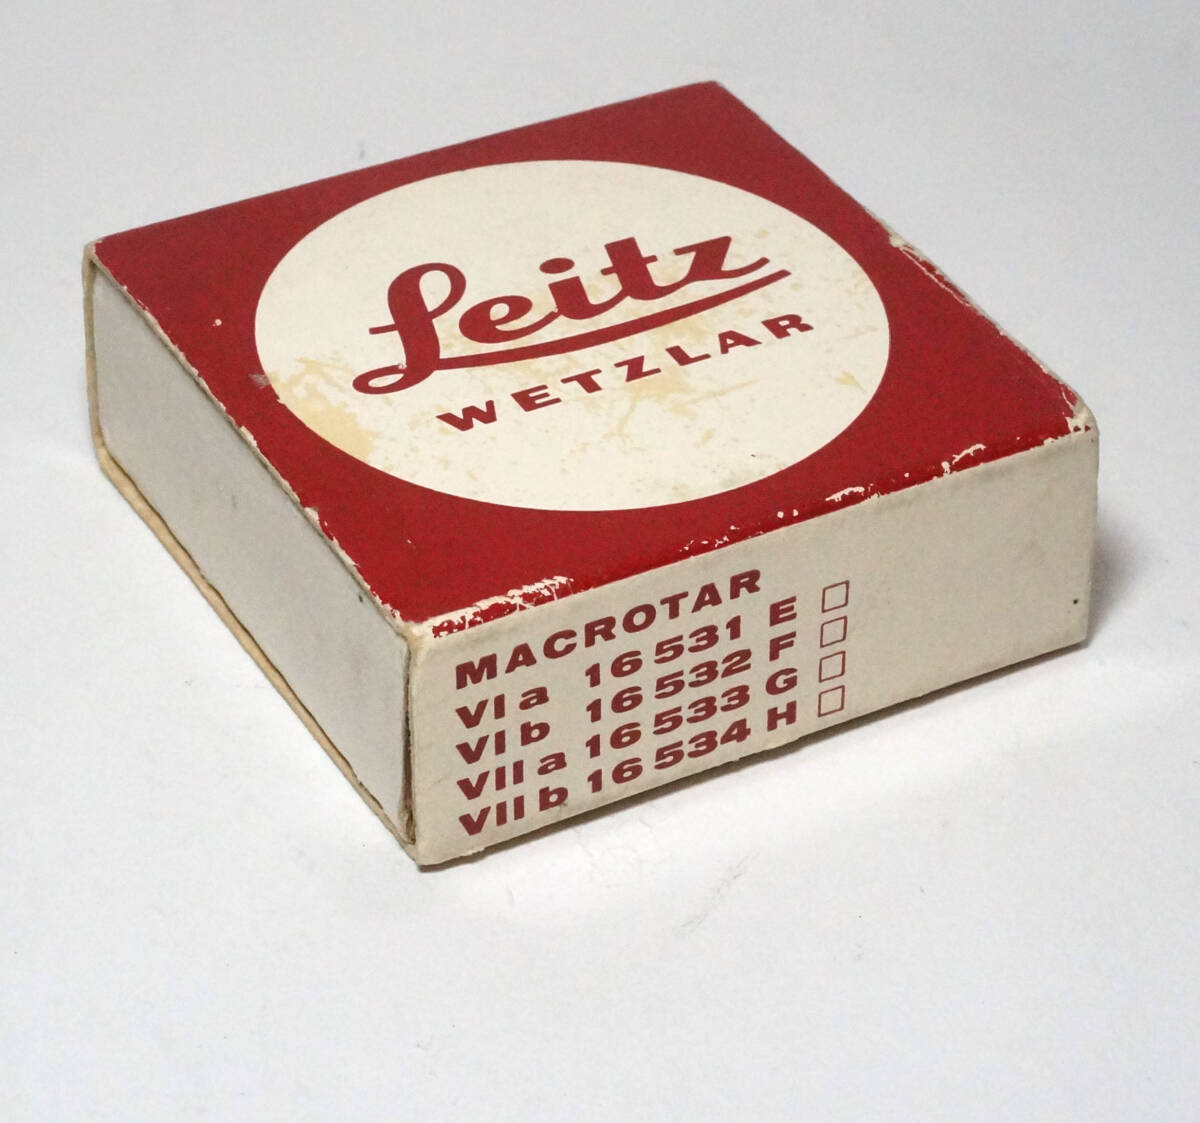 Leitz
WETZLAR
MACROTAR
VI a 16 531 E
VI b 16 532 F
VII a 16 533 G
VII b 16 534 H